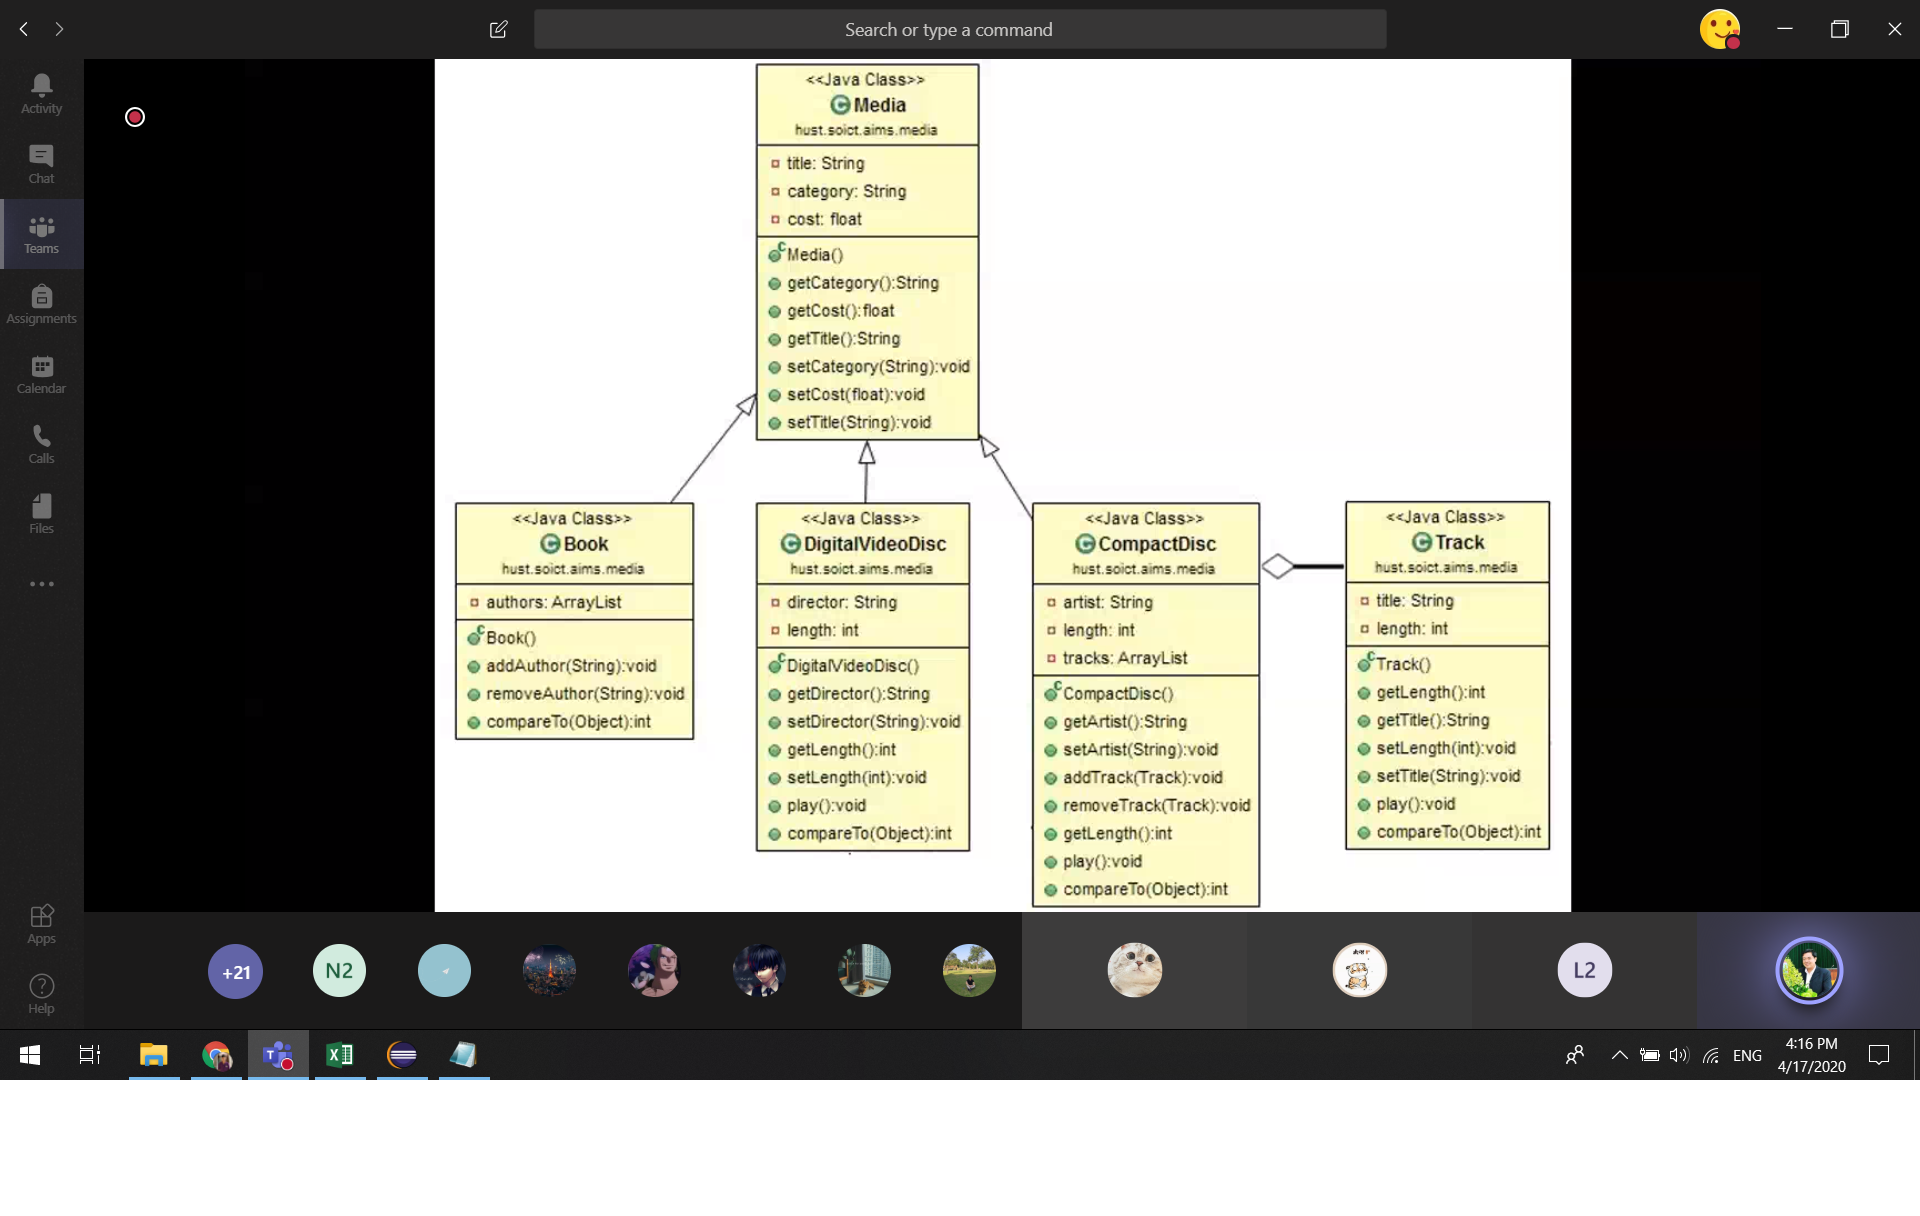 Search or type a command
Activity
Chat
Teams
Assignments
Calendar
Calls
Files
Apps
Help
<<Java Class>>
Media
hust.soict.aims.media
title: String
category: String
cost: float
Media()
getCategory():String
getCost():float
getTitle():String
setCategory(String):void
setCost(float):void
setTitle(String):void
<<Java Class>>
Book
hust.soict.aims.media
authors: ArrayList
Book()
addAuthor(String):void
removeAuthor(String):void
compareTo(Object):int
<<Java Class>>
DigitalVideoDisc
hust.soict.aims.media
director: String
length: int
DigitalVideoDisc()
getDirector():String
setDirector(String):void
getLength():int
setLength(int):void
play():void
compareTo(Object):int
<<Java Class>>
CompactDisc
hust.soict.aims.media
artist: String
length: int
tracks: ArrayList
CompactDisc()
getArtist():String
setArtist(String):void
addTrack(Track):void
removeTrack(Track):void
getLength():int
play():void
compareTo(Object):int
<<Java Class>>
Track
hust.soict.aims.media
title: String
length: int
Track()
getLength():int
getTitle():String
setLength(int):void
setTitle(String):void
play():void
compareTo(Object):int
+21
N2
L2
ENG
4:16 PM
4/17/2020